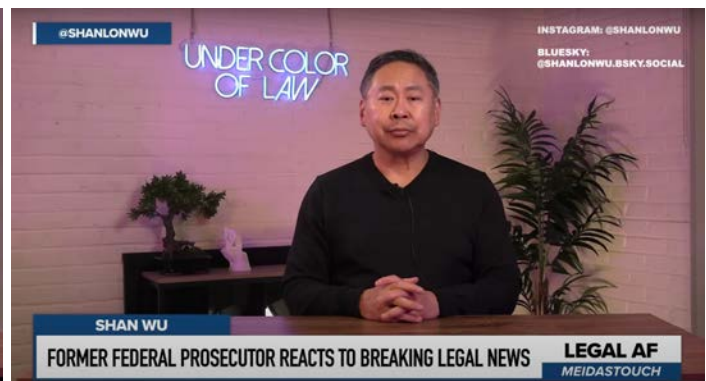 @SHANLONWU
INSTAGRAM: @SHANLONWU
BLUESKY:
@SHANLONWU.BSKY.SOCIAL
UNDER COLOR
OF LAW
SHAN WU
FORMER FEDERAL PROSECUTOR REACTS TO BREAKING LEGAL NEWS
LEGAL AF
MEIDASTOUCH